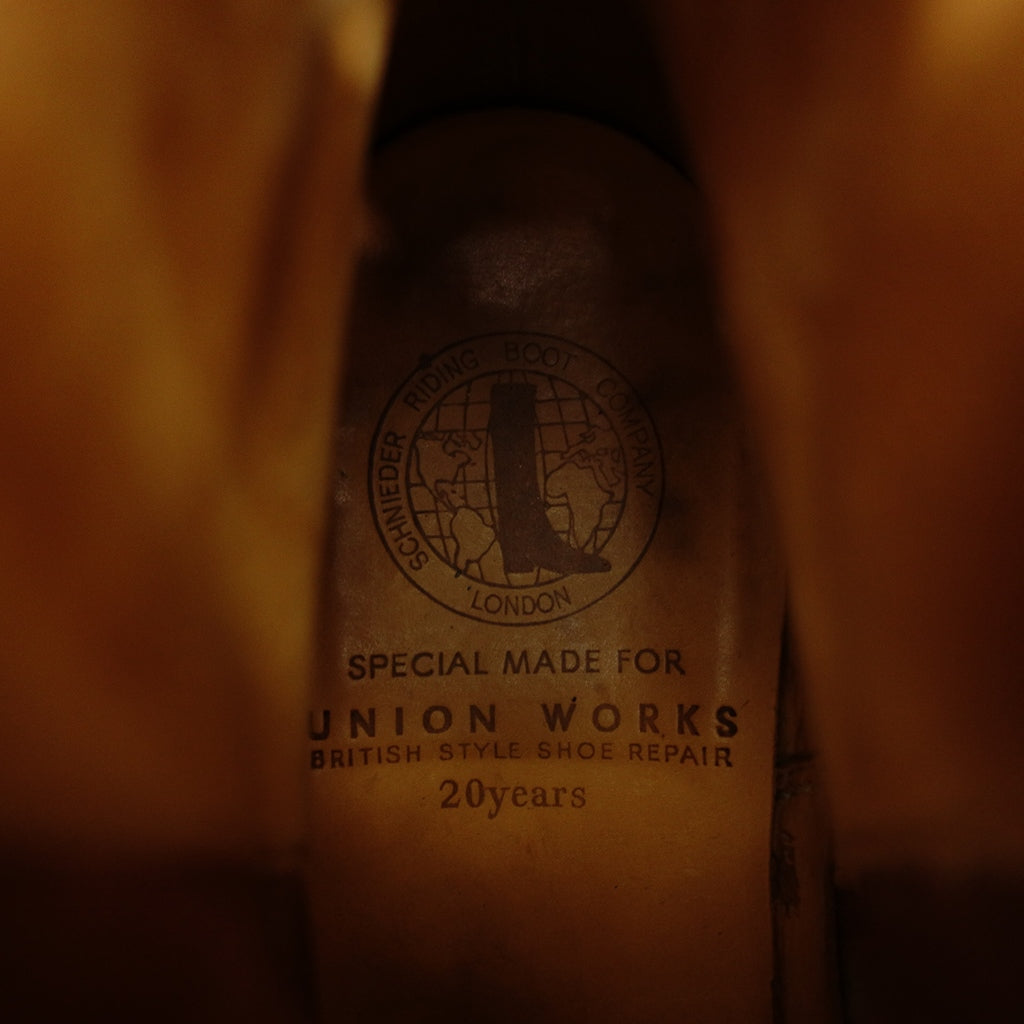 SCHNIEDER RIDING BOOT COMPANY
LONDON
SPECIAL MADE FOR
UNION WORKS
BRITISH STYLE SHOE REPAIR
20years